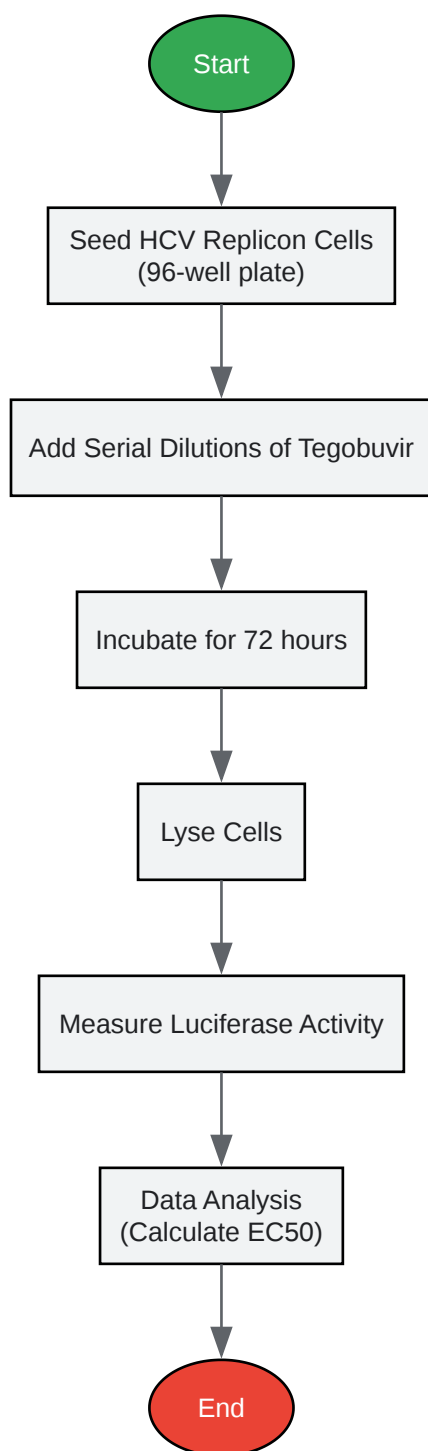 Start
Seed HCV Replicon Cells
(96-well plate)
Add Serial Dilutions of Tegobuvir
Incubate for 72 hours
Lyse Cells
Measure Luciferase Activity
Data Analysis
(Calculate EC50)
End